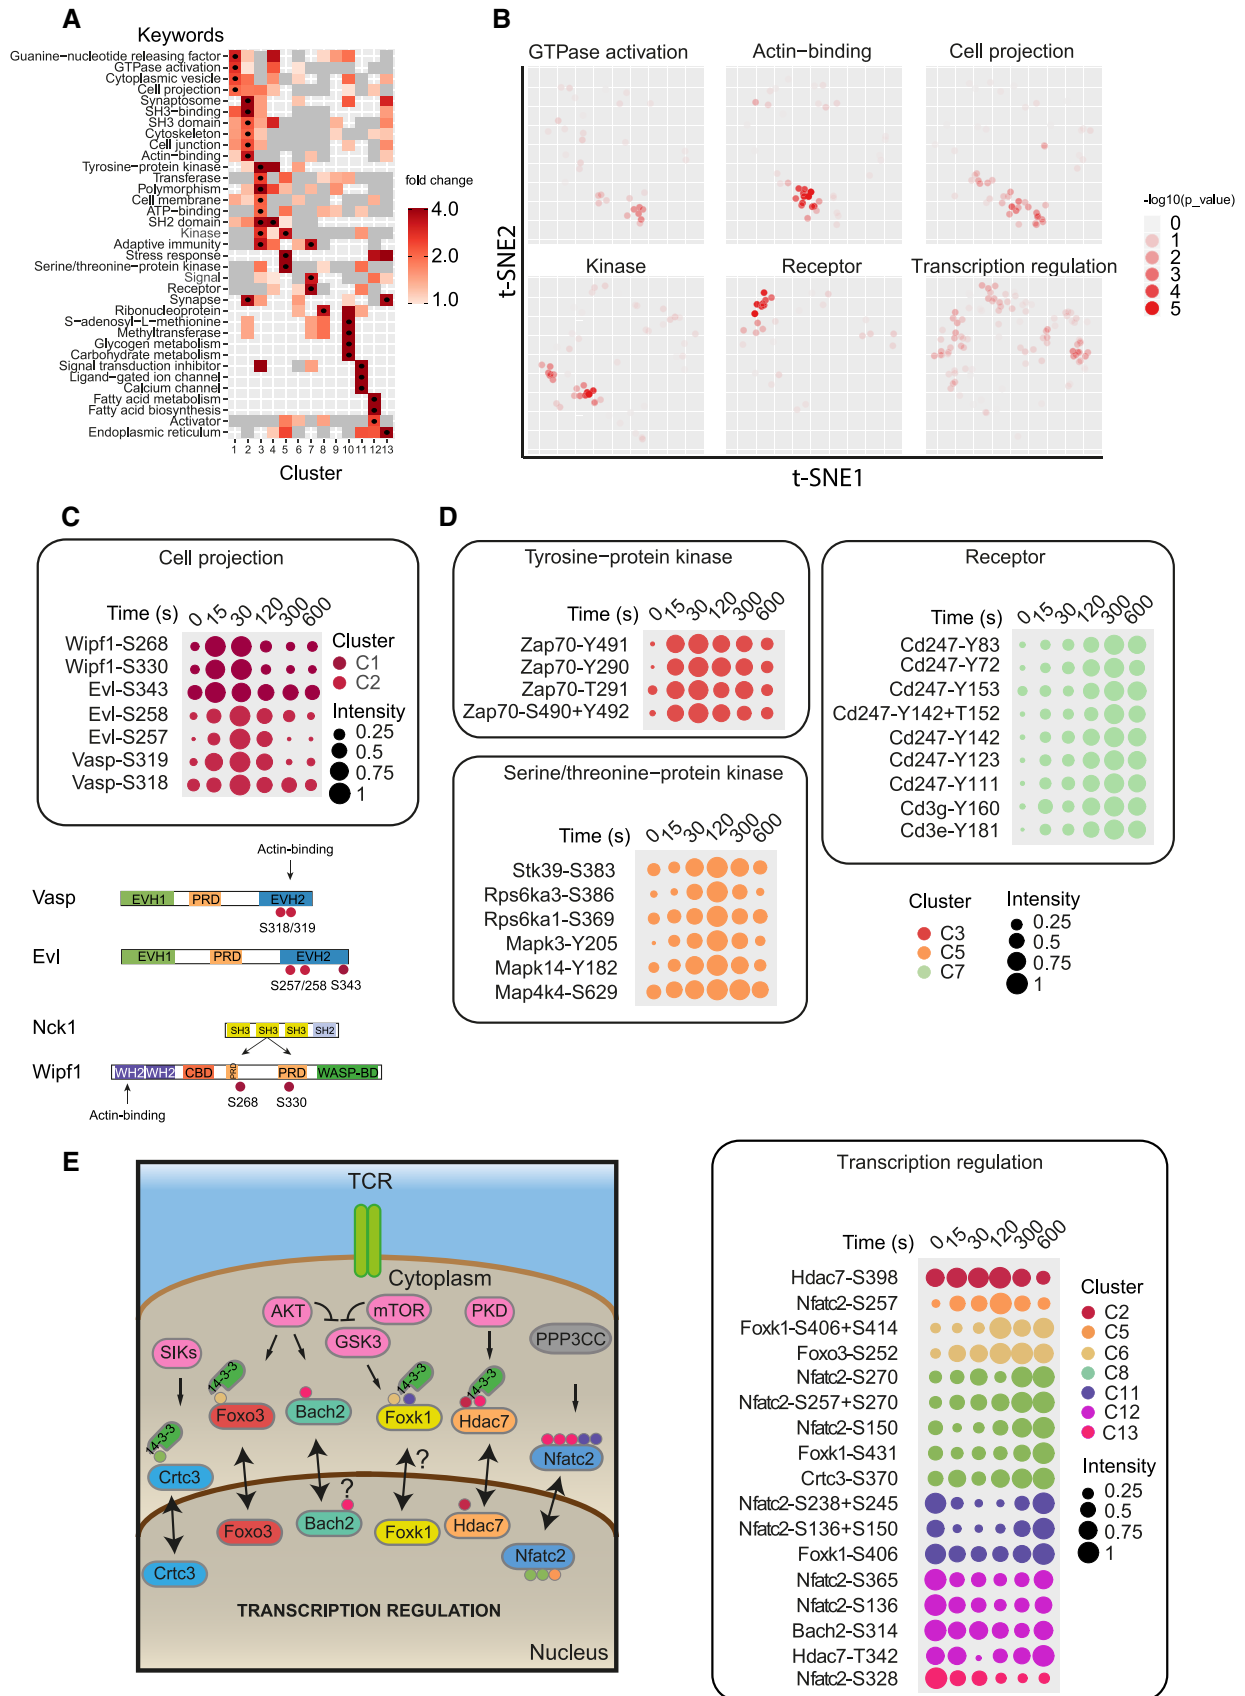 A
Keywords
Guanine−nucleotide releasing factor
GTPase activation
Cytoplasmic vesicle
Cell projection
Synaptosome
SH3−binding
SH3 domain
Cytoskeleton
Cell junction
Actin−binding
Tyrosine−protein kinase
Transferase
Polymorphism
Cell membrane
ATP−binding
SH2 domain
Kinase
Adaptive immunity
Stress response
Serine/threonine−protein kinase
Signal
Receptor
Synapse
Ribonucleoprotein
S−adenosyl−L−methionine
Methyltransferase
Glycogen metabolism
Carbohydrate metabolism
Signal transduction inhibitor
Ligand−gated ion channel
Calcium channel
Fatty acid metabolism
Fatty acid biosynthesis
Activator
Endoplasmic reticulum
1 2 3 4 5 6 7 8 9 10 11 12 13
Cluster
fold change
4.0
2.0
1.0
B
GTPase activation
Actin−binding
Cell projection
Kinase
Receptor
Transcription regulation
t-SNE2
t-SNE1
-log10(p_value)
0
1
2
3
4
5
C
Cell projection
Time (s) 0 15 30 120 300 600
Wipf1-S268
Wipf1-S330
Evl-S343
Evl-S258
Evl-S257
Vasp-S319
Vasp-S318
Cluster
C1
C2
Intensity
0.25
0.5
0.75
1
Actin-binding
Vasp
EVH1 PRD EVH2
S318/319
Evl
EVH1 PRD EVH2
S257/258 S343
Nck1
SH3 SH3 SH3 SH2
Wipf1
WH2 WH2 CBD PRD PRD WASP-BD
S268 S330
Actin-binding
D
Tyrosine−protein kinase
Time (s) 0 15 30 120 300 600
Zap70-Y491
Zap70-Y290
Zap70-T291
Zap70-S490+Y492
Serine/threonine−protein kinase
Time (s) 0 15 30 120 300 600
Stk39-S383
Rps6ka3-S386
Rps6ka1-S369
Mapk3-Y205
Mapk14-Y182
Map4k4-S629
Receptor
Time (s) 0 15 30 120 300 600
Cd247-Y83
Cd247-Y72
Cd247-Y153
Cd247-Y142+T152
Cd247-Y142
Cd247-Y123
Cd247-Y111
Cd3g-Y160
Cd3e-Y181
Cluster
C3
C5
C7
Intensity
0.25
0.5
0.75
1
E
TCR
Cytoplasm
AKT
mTOR
PKD
GSK3
PPP3CC
SIKs
14-3-3
14-3-3
14-3-3
14-3-3
Foxo3
Bach2
Foxk1
Hdac7
Nfatc2
Crtc3
?
?
Foxo3
Bach2
Foxk1
Hdac7
Nfatc2
Crtc3
TRANSCRIPTION REGULATION
Nucleus
Transcription regulation
Time (s) 0 15 30 120 300 600
Hdac7-S398
Nfatc2-S257
Foxk1-S406+S414
Foxo3-S252
Nfatc2-S270
Nfatc2-S257+S270
Nfatc2-S150
Foxk1-S431
Crtc3-S370
Nfatc2-S238+S245
Nfatc2-S136+S150
Foxk1-S406
Nfatc2-S365
Nfatc2-S136
Bach2-S314
Hdac7-T342
Nfatc2-S328
Cluster
C2
C5
C6
C8
C11
C12
C13
Intensity
0.25
0.5
0.75
1